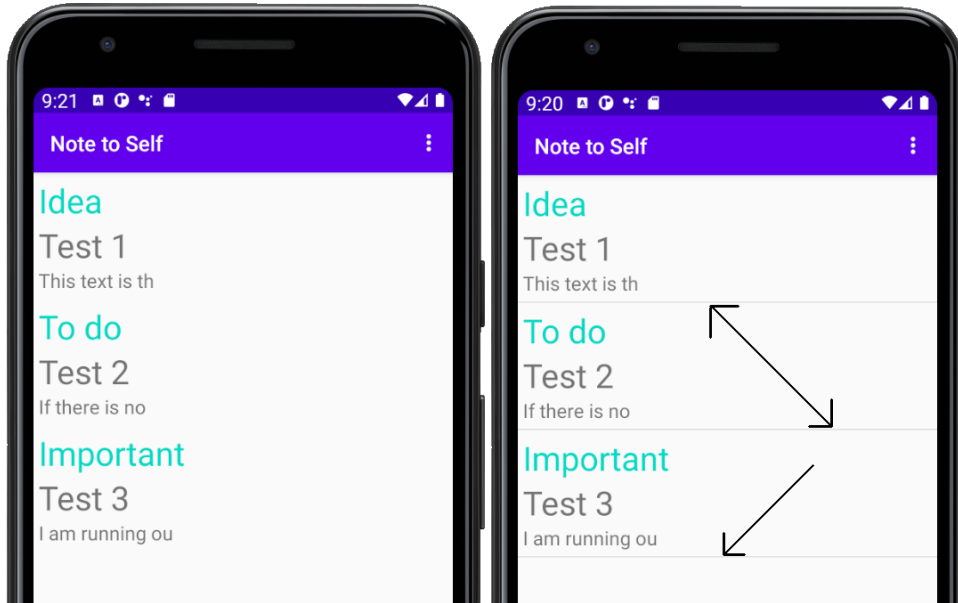 9:21
Note to Self
Idea
Test 1
This text is th
To do
Test 2
If there is no
Important
Test 3
I am running ou
9:20
Note to Self
Idea
Test 1
This text is th
To do
Test 2
If there is no
Important
Test 3
I am running ou